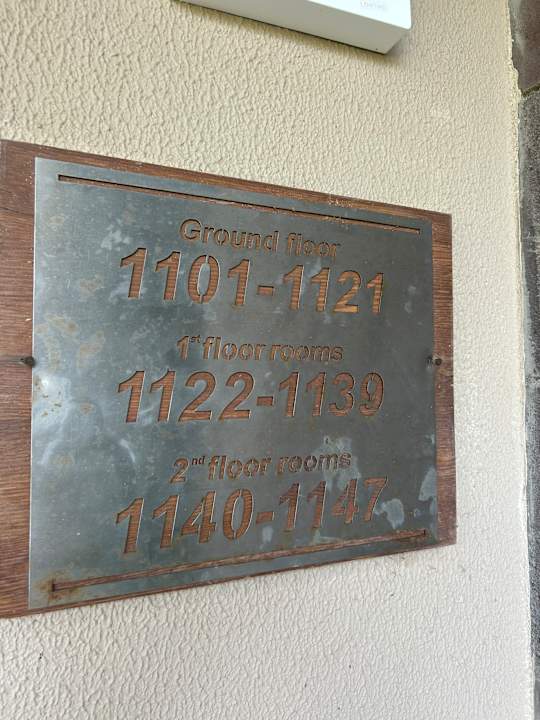 Ground floor
1101-1121
1st floor rooms
1122-1139
2nd floor rooms
1140-1147